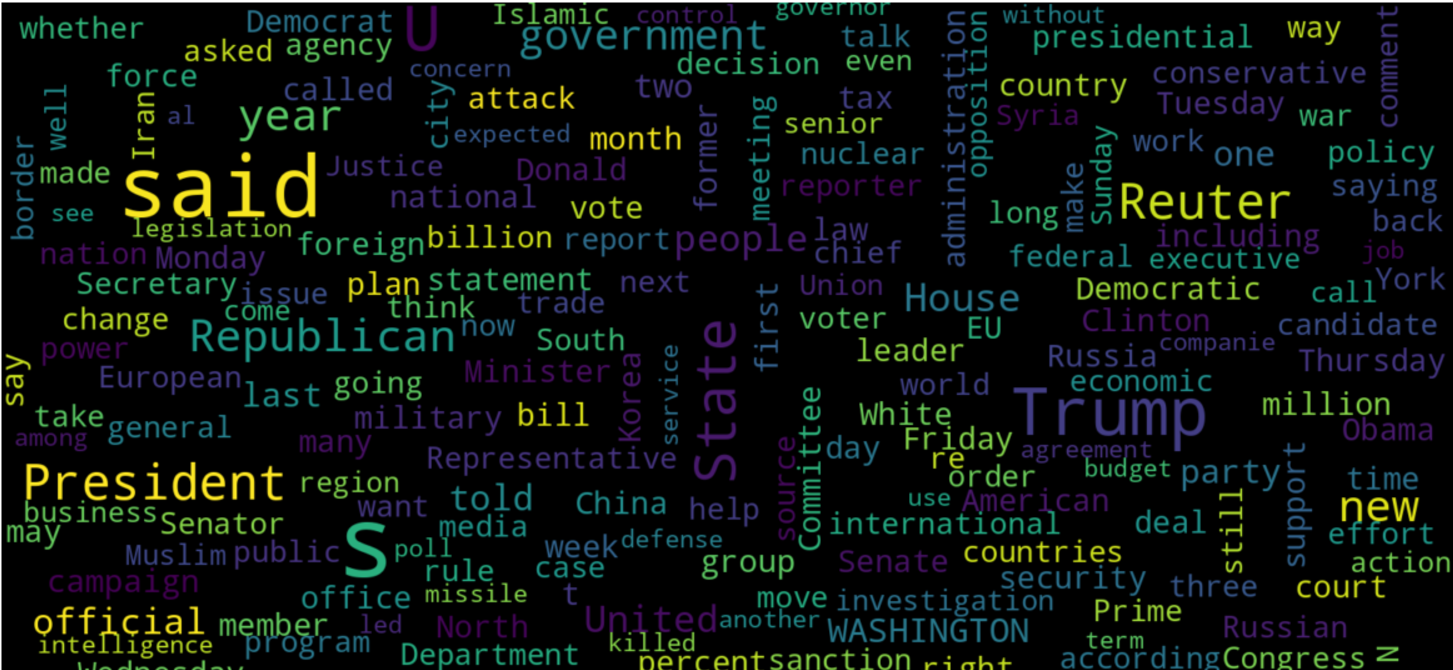 whether
Democrat
U
Islamic
control
governor
without
administration
opposition
presidential
way
comment
asked
agency
government
talk
decision
even
force
concern
country
conservative
well
Iran
al
called
city
attack
two
tax
Syria
Tuesday
war
year
expected
month
former
meeting
senior
Sunday
work
one
policy
border
made
said
Justice
Donald
nuclear
reporter
make
Reuter
saying
see
national
vote
long
back
legislation
foreign
billion
report
people
law
chief
including
job
nation
Monday
federal
executive
Secretary
issue
plan
statement
next
Union
House
Democratic
call
York
come
think
trade
first
change
Republican
now
South
State
voter
EU
Clinton
candidate
power
leader
Russia
companie
Thursday
say
European
last
going
Minister
Korea
service
world
economic
take
general
military
bill
Committee
White
Trump
million
among
many
day
Friday
Obama
Representative
source
re
agreement
President
region
order
budget
party
support
time
want
told
China
help
use
American
still
new
business
may
Senator
S
media
international
deal
effort
Muslim
public
poll
week
defense
group
Senate
countries
action
campaign
rule
case
security
three
court
office
missile
t
move
investigation
Prime
official
member
led
North
United
another
WASHINGTON
term
Russian
intelligence
program
Department
killed
according
Congress
N
Wednesday
percent
sanction
right